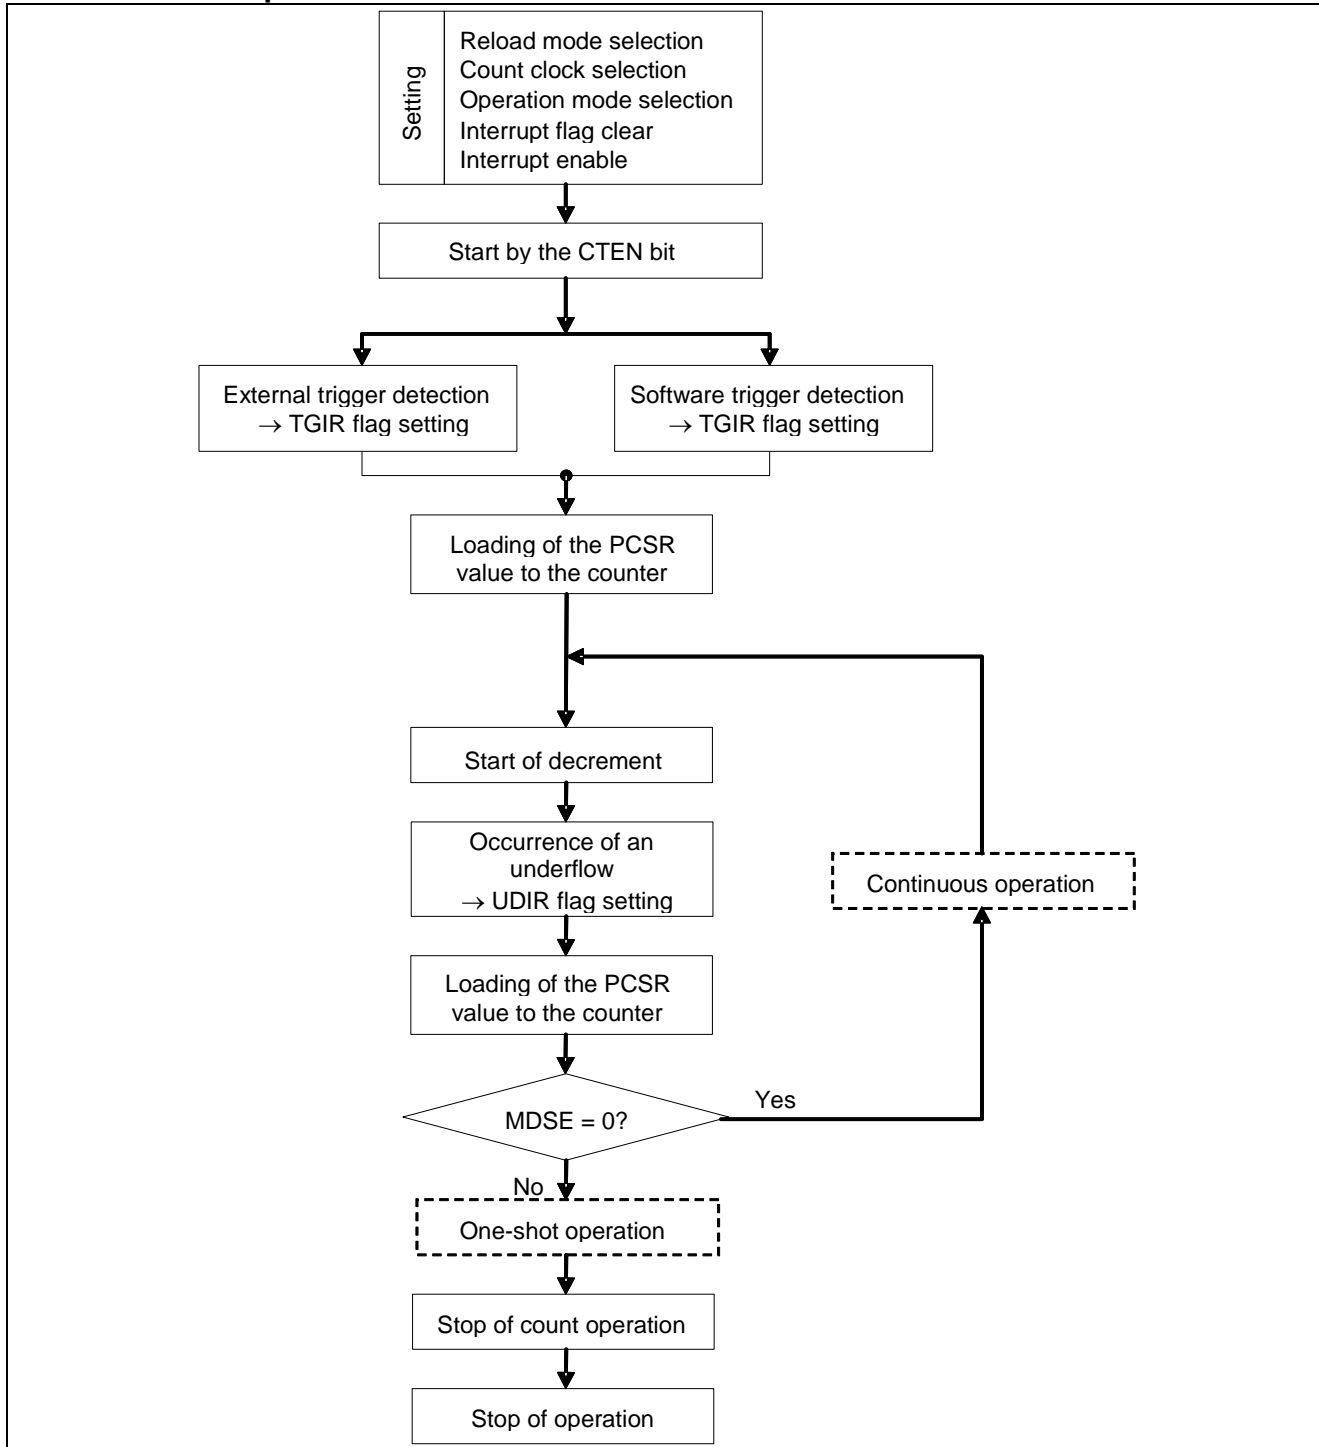 Setting
Reload mode selection
Count clock selection
Operation mode selection
Interrupt flag clear
Interrupt enable
Start by the CTEN bit
External trigger detection
→ TGIR flag setting
Software trigger detection
→ TGIR flag setting
Loading of the PCSR
value to the counter
Start of decrement
Occurrence of an
underflow
→ UDIR flag setting
Continuous operation
Loading of the PCSR
value to the counter
MDSE = 0?
Yes
No
One-shot operation
Stop of count operation
Stop of operation